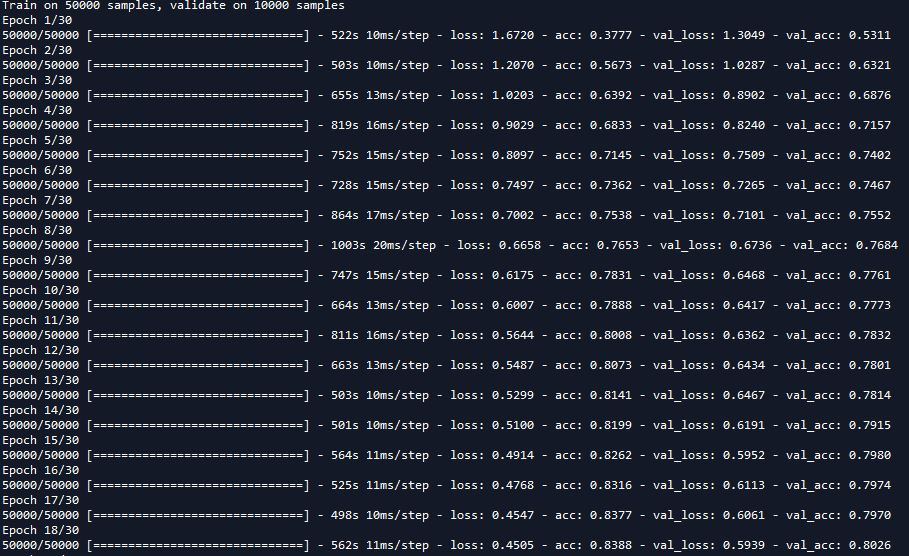 Train on 50000 samples, validate on 10000 samples
Epoch 1/30
50000/50000 [==============================] - 522s 10ms/step - loss: 1.6720 - acc: 0.3777 - val_loss: 1.3049 - val_acc: 0.5311
Epoch 2/30
50000/50000 [==============================] - 503s 10ms/step - loss: 1.2070 - acc: 0.5673 - val_loss: 1.0287 - val_acc: 0.6321
Epoch 3/30
50000/50000 [==============================] - 655s 13ms/step - loss: 1.0203 - acc: 0.6392 - val_loss: 0.8902 - val_acc: 0.6876
Epoch 4/30
50000/50000 [==============================] - 819s 16ms/step - loss: 0.9029 - acc: 0.6833 - val_loss: 0.8240 - val_acc: 0.7157
Epoch 5/30
50000/50000 [==============================] - 752s 15ms/step - loss: 0.8097 - acc: 0.7145 - val_loss: 0.7509 - val_acc: 0.7402
Epoch 6/30
50000/50000 [==============================] - 728s 15ms/step - loss: 0.7497 - acc: 0.7362 - val_loss: 0.7265 - val_acc: 0.7467
Epoch 7/30
50000/50000 [==============================] - 864s 17ms/step - loss: 0.7002 - acc: 0.7538 - val_loss: 0.7101 - val_acc: 0.7552
Epoch 8/30
50000/50000 [==============================] - 1003s 20ms/step - loss: 0.6658 - acc: 0.7653 - val_loss: 0.6736 - val_acc: 0.7684
Epoch 9/30
50000/50000 [==============================] - 747s 15ms/step - loss: 0.6175 - acc: 0.7831 - val_loss: 0.6468 - val_acc: 0.7761
Epoch 10/30
50000/50000 [==============================] - 664s 13ms/step - loss: 0.6007 - acc: 0.7888 - val_loss: 0.6417 - val_acc: 0.7773
Epoch 11/30
50000/50000 [==============================] - 811s 16ms/step - loss: 0.5644 - acc: 0.8008 - val_loss: 0.6362 - val_acc: 0.7832
Epoch 12/30
50000/50000 [==============================] - 663s 13ms/step - loss: 0.5487 - acc: 0.8073 - val_loss: 0.6434 - val_acc: 0.7801
Epoch 13/30
50000/50000 [==============================] - 503s 10ms/step - loss: 0.5299 - acc: 0.8141 - val_loss: 0.6467 - val_acc: 0.7814
Epoch 14/30
50000/50000 [==============================] - 501s 10ms/step - loss: 0.5100 - acc: 0.8199 - val_loss: 0.6191 - val_acc: 0.7915
Epoch 15/30
50000/50000 [==============================] - 564s 11ms/step - loss: 0.4914 - acc: 0.8262 - val_loss: 0.5952 - val_acc: 0.7980
Epoch 16/30
50000/50000 [==============================] - 525s 11ms/step - loss: 0.4768 - acc: 0.8316 - val_loss: 0.6113 - val_acc: 0.7974
Epoch 17/30
50000/50000 [==============================] - 498s 10ms/step - loss: 0.4547 - acc: 0.8377 - val_loss: 0.6061 - val_acc: 0.7970
Epoch 18/30
50000/50000 [==============================] - 562s 11ms/step - loss: 0.4505 - acc: 0.8388 - val_loss: 0.5939 - val_acc: 0.8026